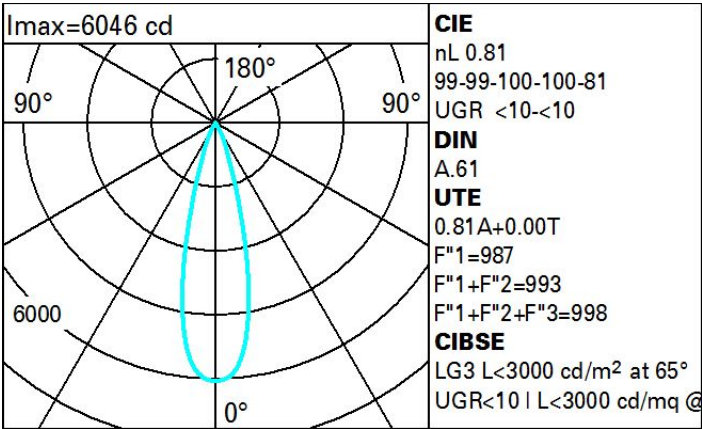 Imax=6046 cd
180°
90°
90°
6000
0°
CIE
nL 0.81
99-99-100-100-81
UGR <10-<10
DIN
A.61
UTE
0.81A+0.00T
F"1=987
F"1+F"2=993
F"1+F"2+F"3=998
CIBSE
LG3 L<3000 cd/m² at 65°
UGR<10 | L<3000 cd/mq @